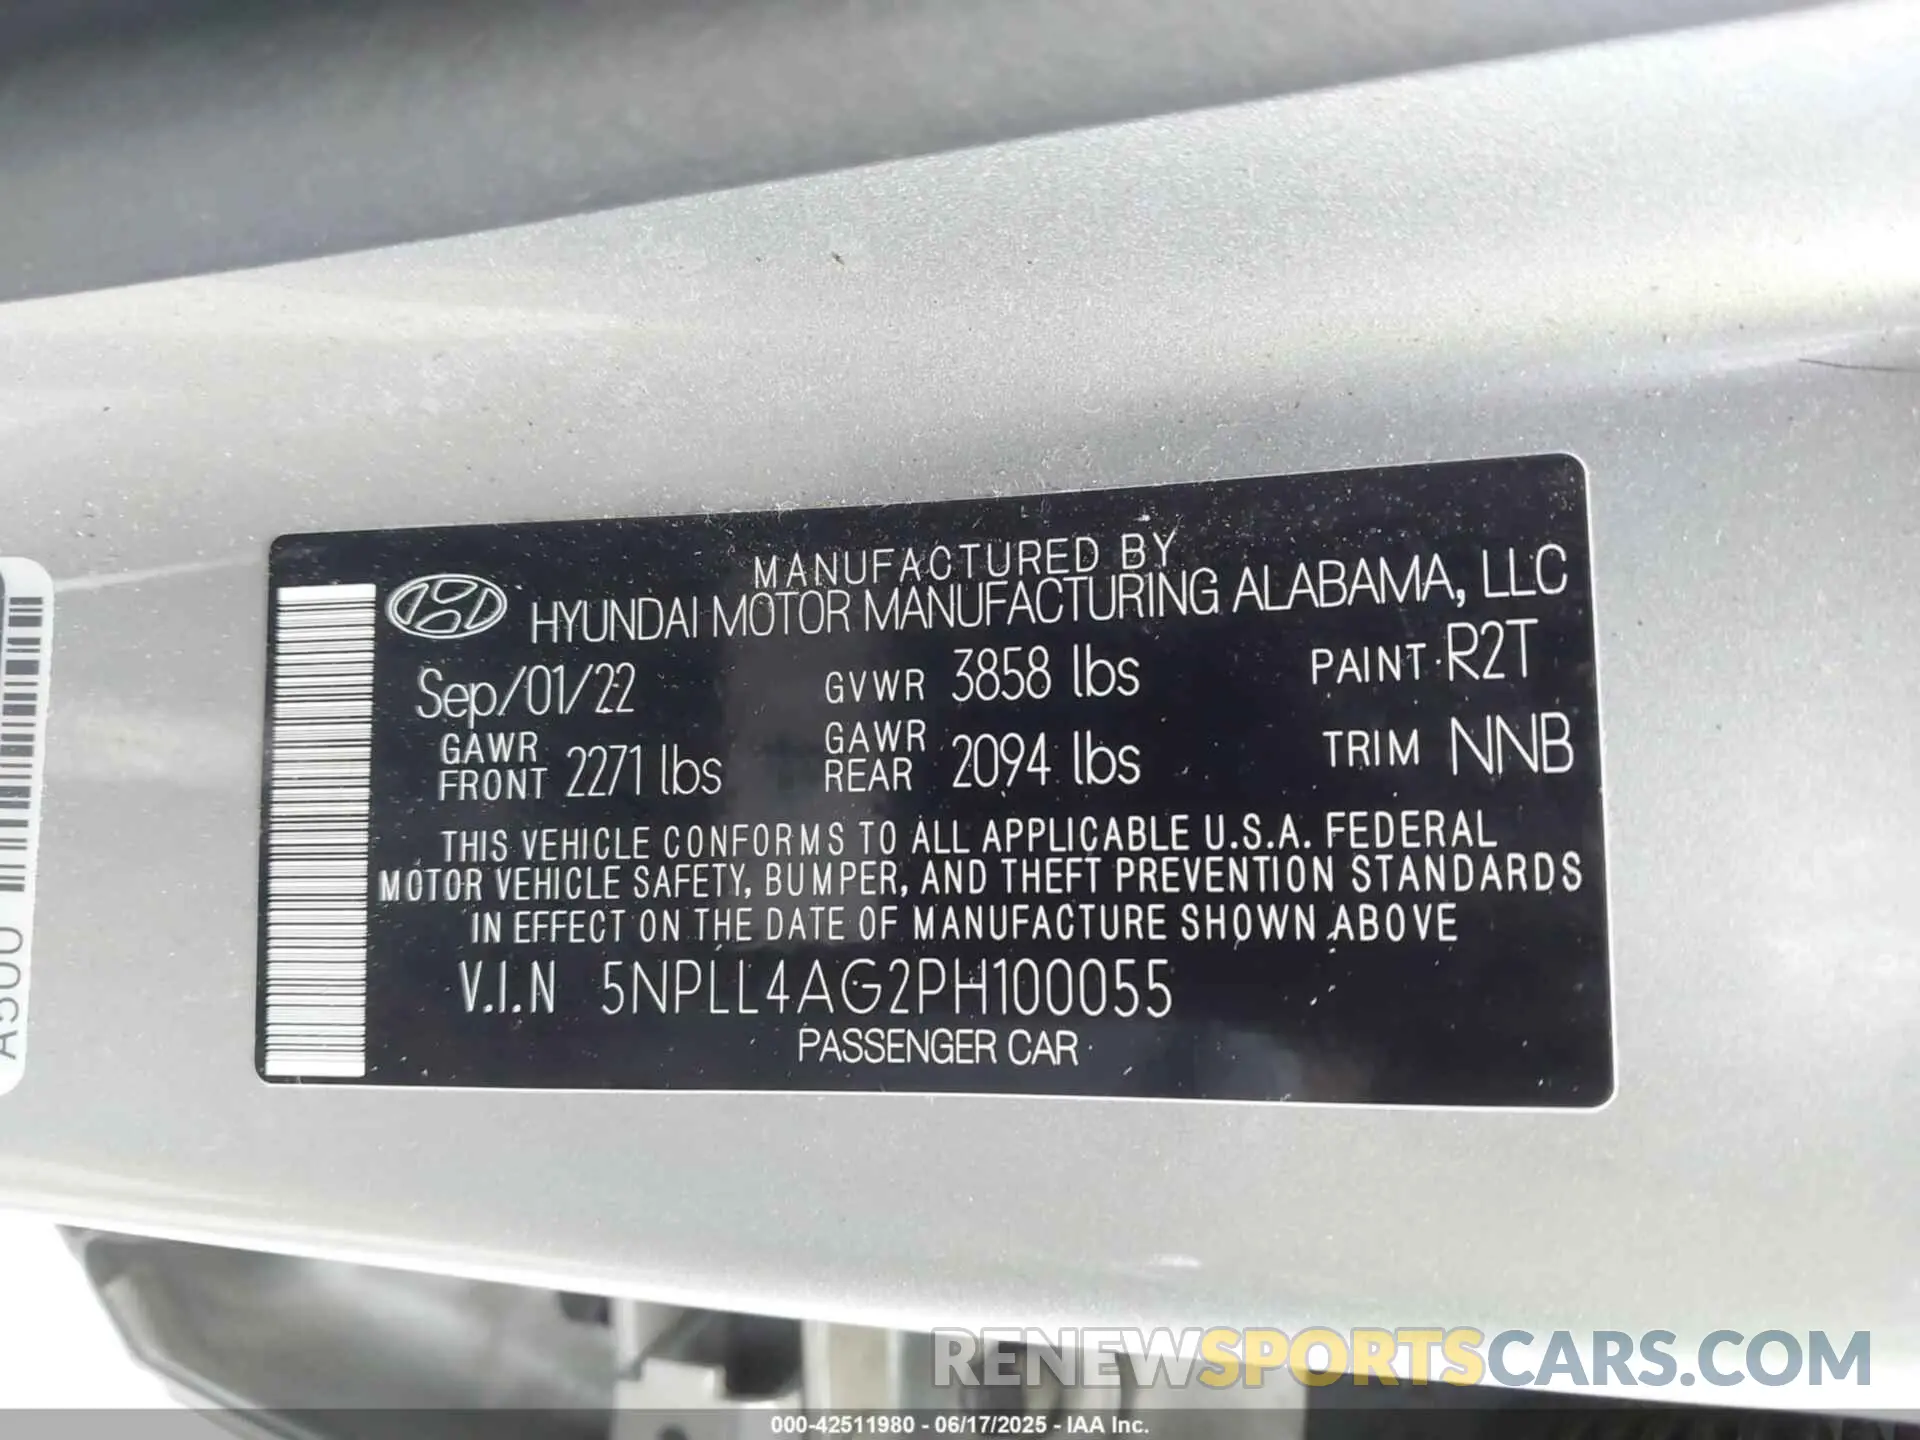 MANUFACTURED BY
HYUNDAI MOTOR MANUFACTURING ALABAMA, LLC
Sep/01/22 GVWR 3858 lbs PAINT R2T
GAWR FRONT 2271 lbs GAWR REAR 2094 lbs TRIM NNB
THIS VEHICLE CONFORMS TO ALL APPLICABLE U.S.A. FEDERAL
MOTOR VEHICLE SAFETY, BUMPER, AND THEFT PREVENTION STANDARDS
IN EFFECT ON THE DATE OF MANUFACTURE SHOWN ABOVE
V.I.N 5NPLL4AG2PH100055
PASSENGER CAR
A500
RENEWSPORTSCARS.COM
000-42511980 - 06/17/2025 - IAA Inc.